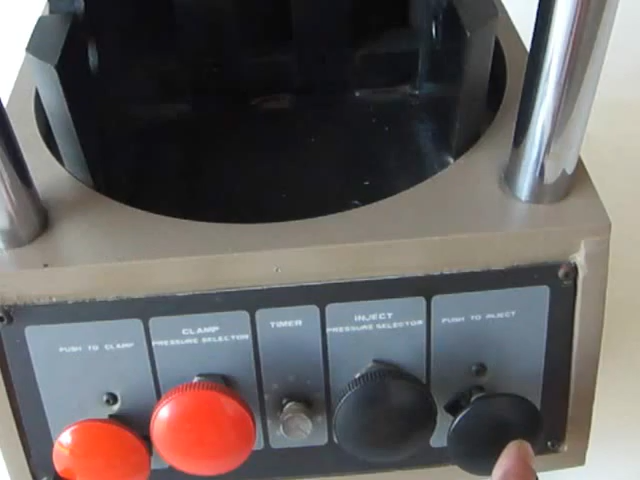 PUSH TO CLAMP
CLAMP
PRESSURE SELECTOR
TIMER
INJECT
PRESSURE SELECTOR
PUSH TO INJECT